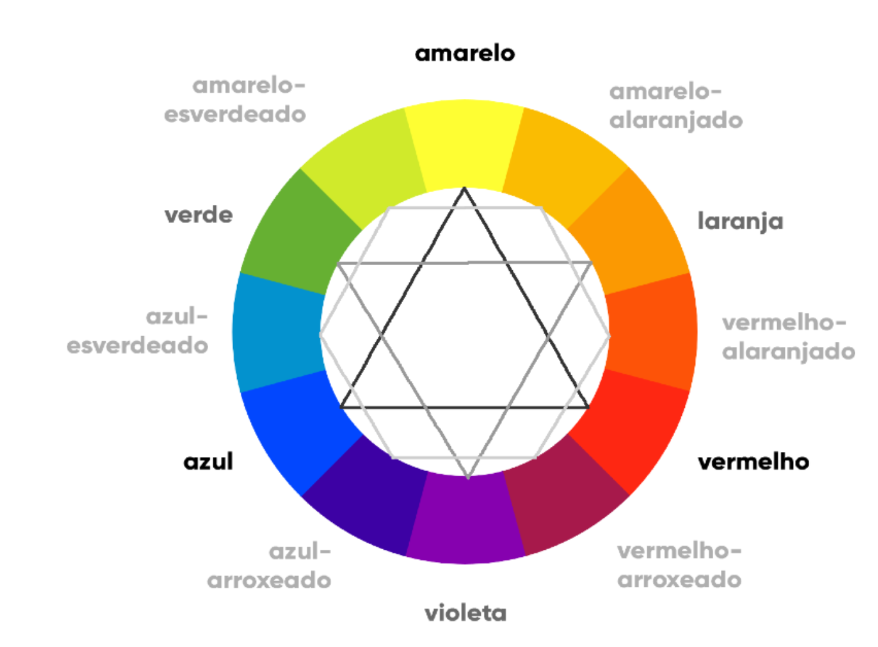 amarelo
amarelo-
esverdeado
amarelo-
alaranjado
verde
laranja
azul-
esverdeado
vermelho-
alaranjado
azul
vermelho
azul-
arroxeado
vermelho-
arroxeado
violeta